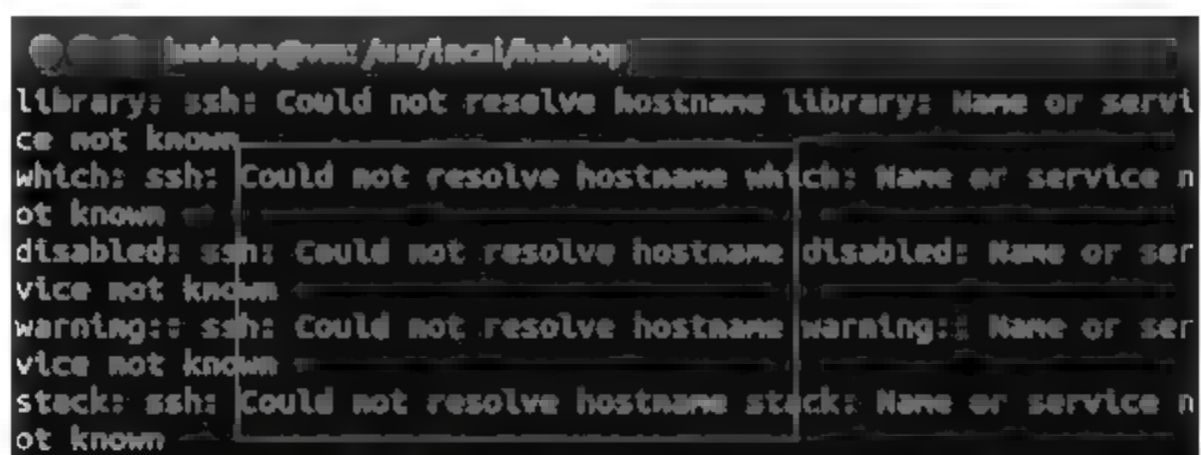 hadoop@vm: /usr/local/hadoop
library: ssh: Could not resolve hostname library: Name or servi
ce not known
which: ssh: Could not resolve hostname which: Name or service n
ot known
disabled: ssh: Could not resolve hostname disabled: Name or ser
vice not known
warning:: ssh: Could not resolve hostname warning:: Name or ser
vice not known
stack: ssh: Could not resolve hostname stack: Name or service n
ot known